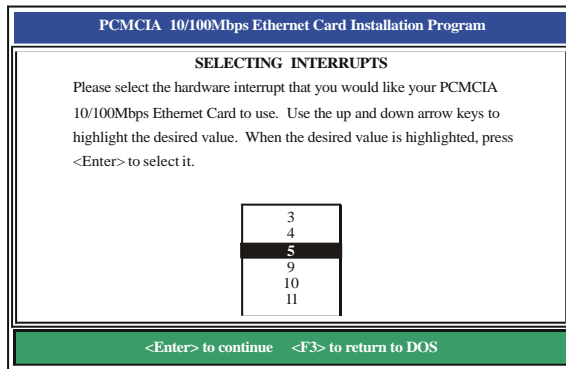 PCMCIA 10/100Mbps Ethernet Card Installation Program
SELECTING INTERRUPTS
Please select the hardware interrupt that you would like your PCMCIA
10/100Mbps Ethernet Card to use. Use the up and down arrow keys to
highlight the desired value. When the desired value is highlighted, press
<Enter> to select it.
3
4
5
9
10
11
<Enter> to continue <F3> to return to DOS